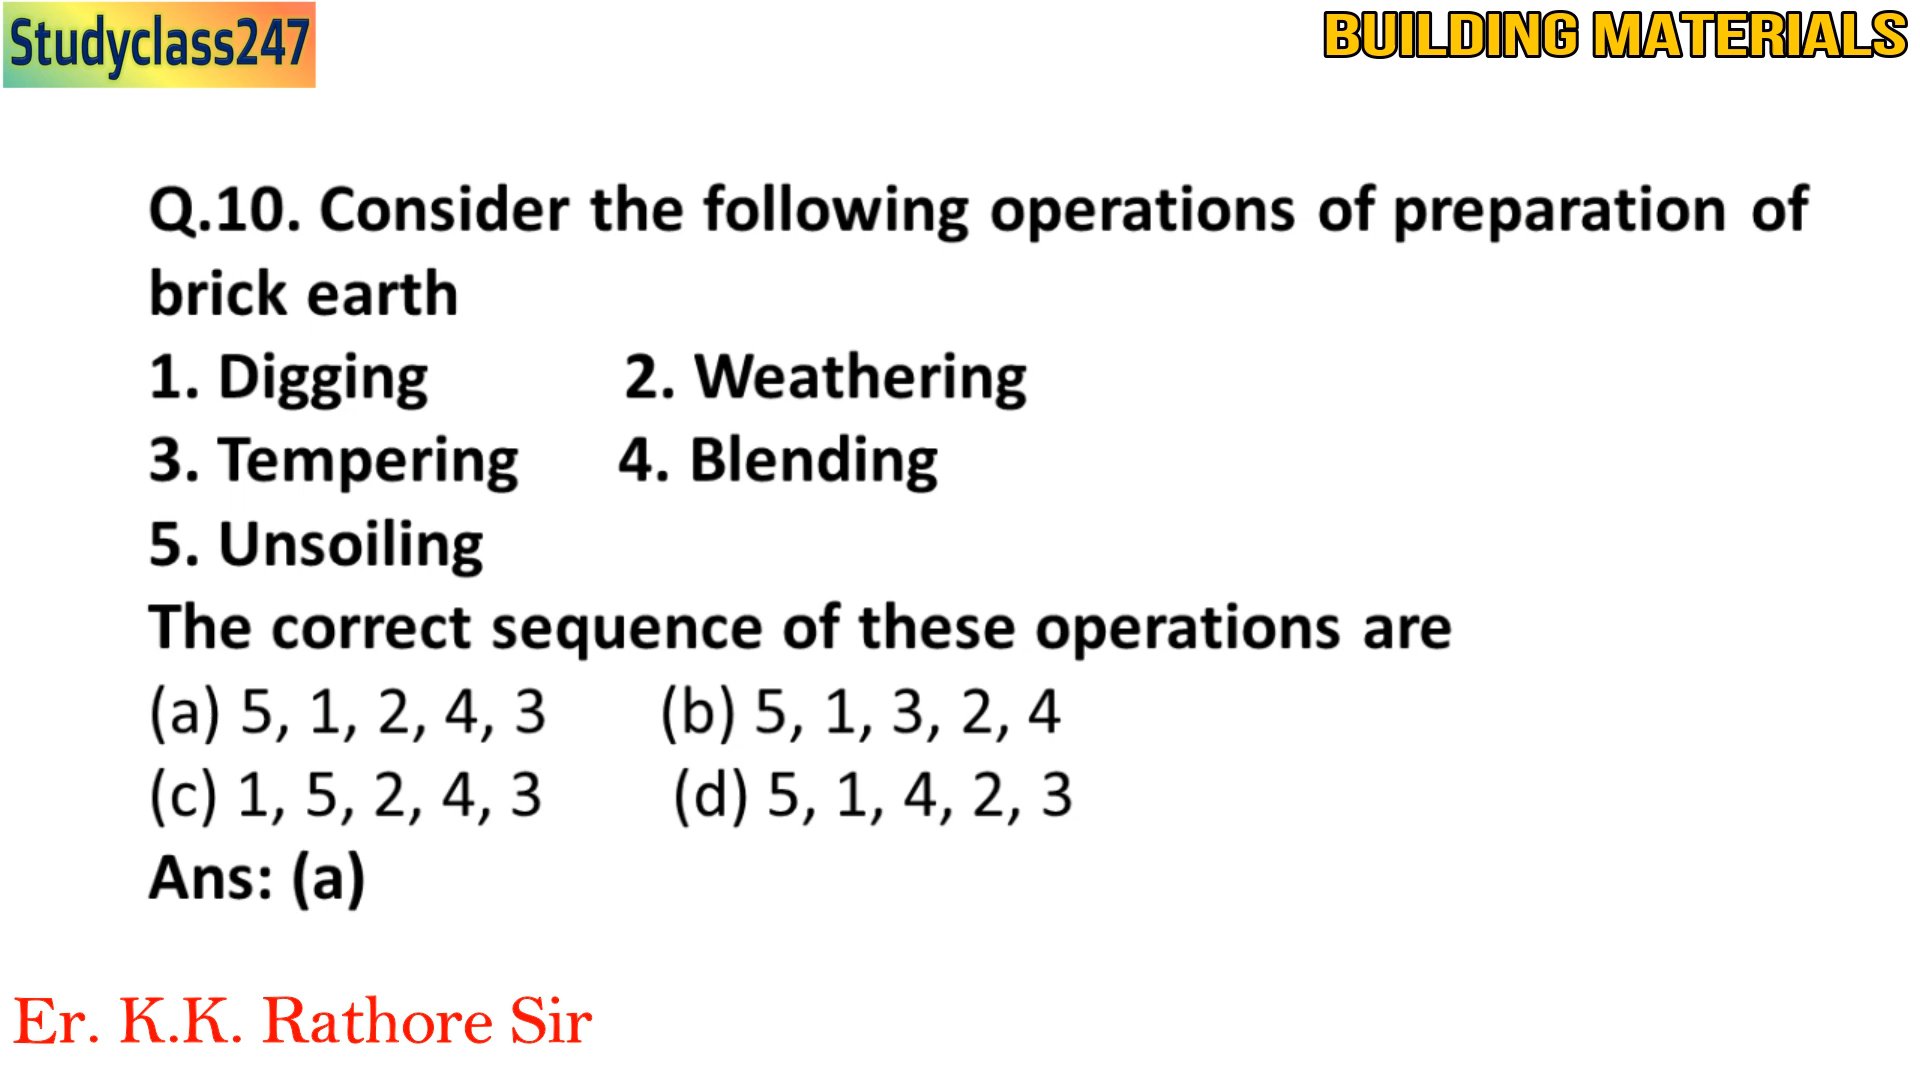 Studyclass247
BUILDING MATERIALS
Q.10. Consider the following operations of preparation of
brick earth
1. Digging 2. Weathering
3. Tempering 4. Blending
5. Unsoiling
The correct sequence of these operations are
(a) 5, 1, 2, 4, 3 (b) 5, 1, 3, 2, 4
(c) 1, 5, 2, 4, 3 (d) 5, 1, 4, 2, 3
Ans: (a)
Er. K.K. Rathore Sir